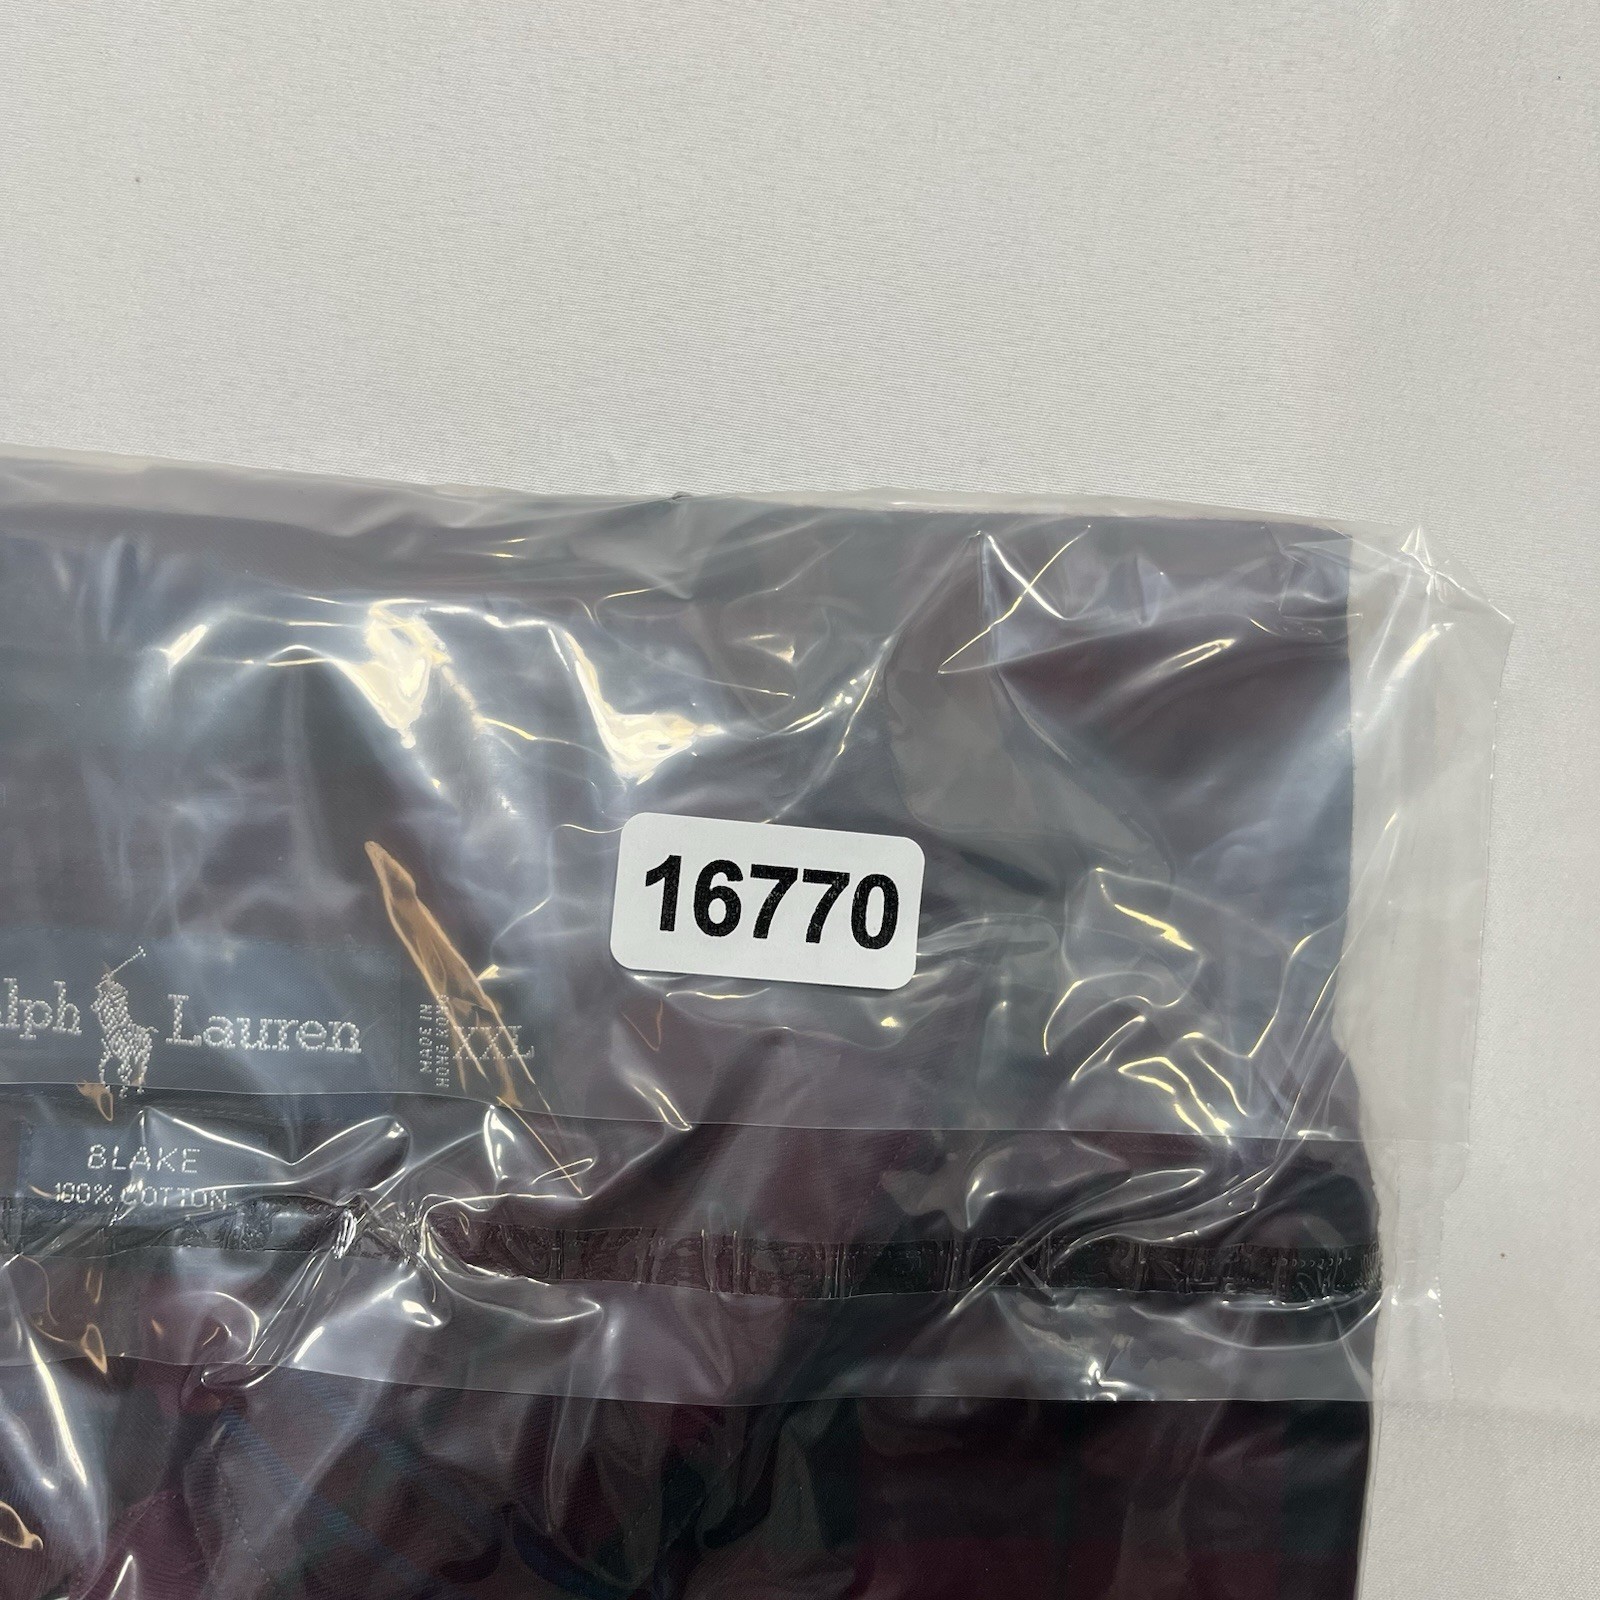 16770
lph Lauren
MADE IN
HONG KONG
XXL
BLAKE
100% COTTON